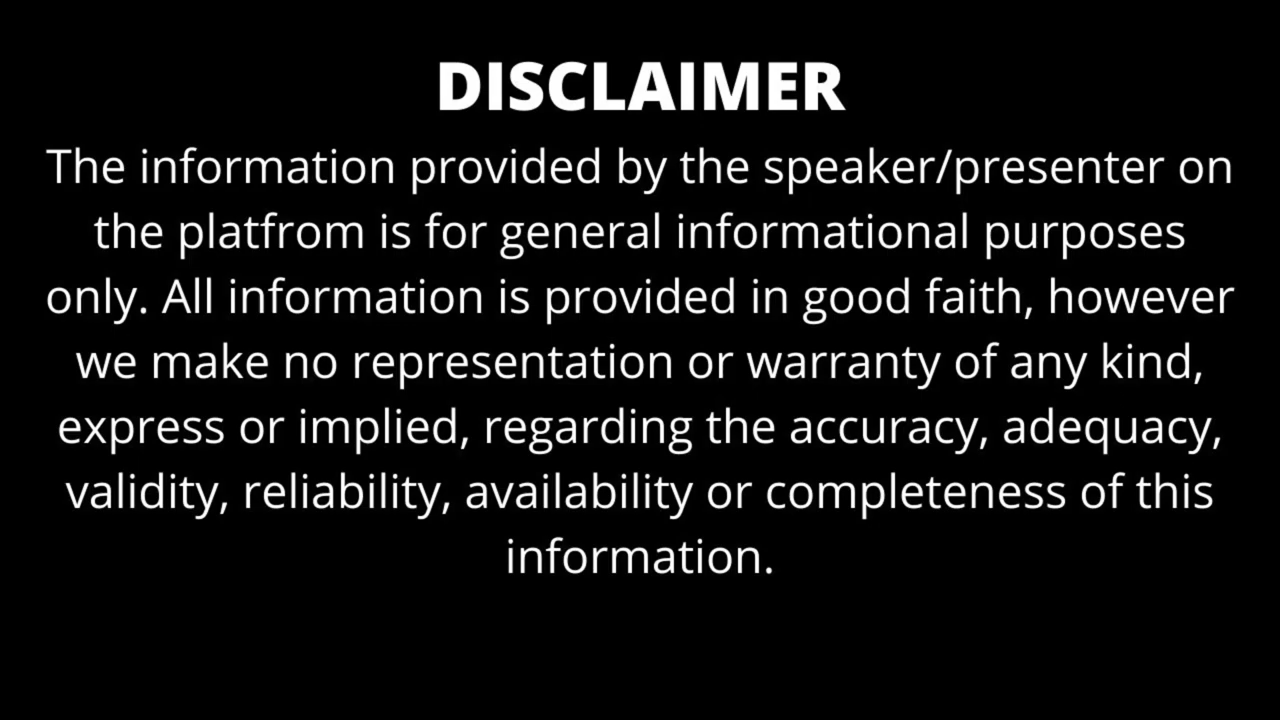 DISCLAIMER
The information provided by the speaker/presenter on
the platfrom is for general informational purposes
only. All information is provided in good faith, however
we make no representation or warranty of any kind,
express or implied, regarding the accuracy, adequacy,
validity, reliability, availability or completeness of this
information.